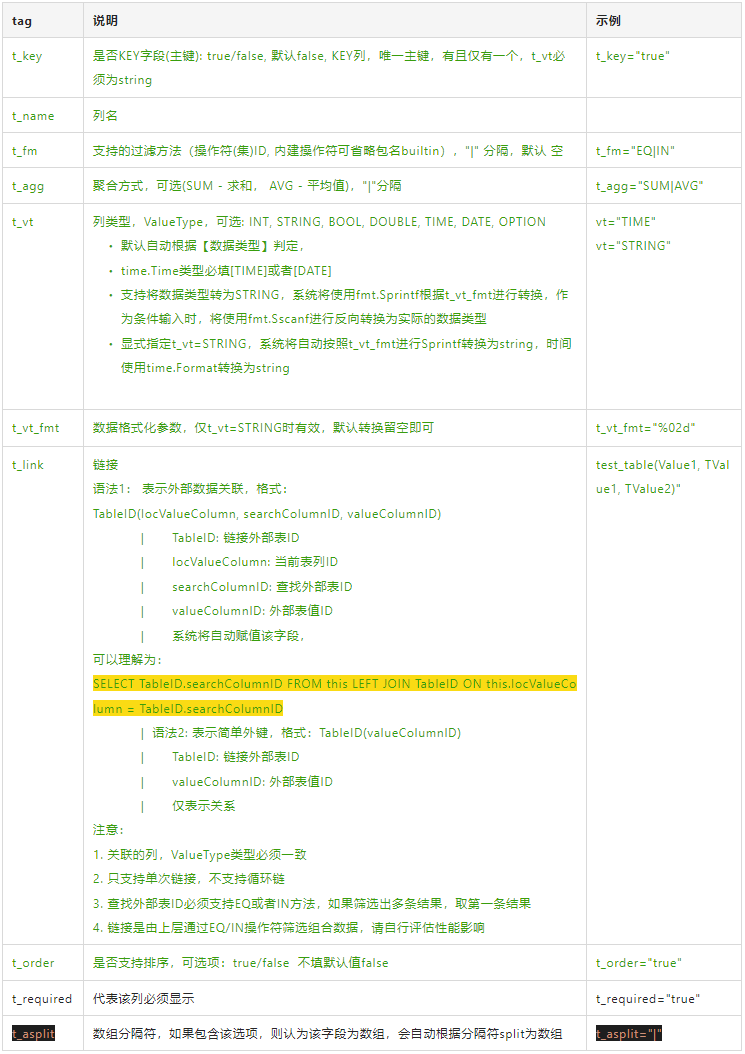 tag 说明 示例
t_key 是否KEY字段(主键): true/false, 默认false, KEY列，唯一主键，有且仅有一个，t_vt必 t_key="true"
须为string
t_name 列名
t_fm 支持的过滤方法（操作符(集)ID, 内建操作符可省略包名builtin），"|" 分隔，默认 空 t_fm="EQ|IN"
t_agg 聚合方式，可选(SUM - 求和， AVG - 平均值)，"|"分隔 t_agg="SUM|AVG"
t_vt 列类型，ValueType，可选: INT, STRING, BOOL, DOUBLE, TIME, DATE, OPTION vt="TIME"
• 默认自动根据【数据类型】判定， vt="STRING"
• time.Time类型必填[TIME]或者[DATE]
• 支持将数据类型转为STRING，系统将使用fmt.Sprintf根据t_vt_fmt进行转换，作
为条件输入时，将使用fmt.Sscanf进行反向转换为实际的数据类型
• 显式指定t_vt=STRING，系统将自动按照t_vt_fmt进行Sprintf转换为string，时间
使用time.Format转换为string
t_vt_fmt 数据格式化参数，仅t_vt=STRING时有效，默认转换留空即可 t_vt_fmt="%02d"
t_link 链接 test_table(Value1, TVal
语法1： 表示外部数据关联，格式： ue1, TValue2)"
TableID(locValueColumn, searchColumnID, valueColumnID)
| TableID: 链接外部表ID
| locValueColumn: 当前表列ID
| searchColumnID: 查找外部表ID
| valueColumnID: 外部表值ID
| 系统将自动赋值该字段，
可以理解为：
SELECT TableID.searchColumnID FROM this LEFT JOIN TableID ON this.locValueCo
lumn = TableID.searchColumnID
| 语法2: 表示简单外键，格式：TableID(valueColumnID)
| TableID: 链接外部表ID
| valueColumnID: 外部表值ID
| 仅表示关系
注意：
1. 关联的列，ValueType类型必须一致
2. 只支持单次链接，不支持循环链
3. 查找外部表ID必须支持EQ或者IN方法，如果筛选出多条结果，取第一条结果
4. 链接是由上层通过EQ/IN操作符筛选组合数据，请自行评估性能影响
t_order 是否支持排序，可选项：true/false 不填默认值false t_order="true"
t_required 代表该列必须显示 t_required="true"
t_asplit 数组分隔符，如果包含该选项，则认为该字段为数组，会自动根据分隔符split为数组 t_asplit="|"